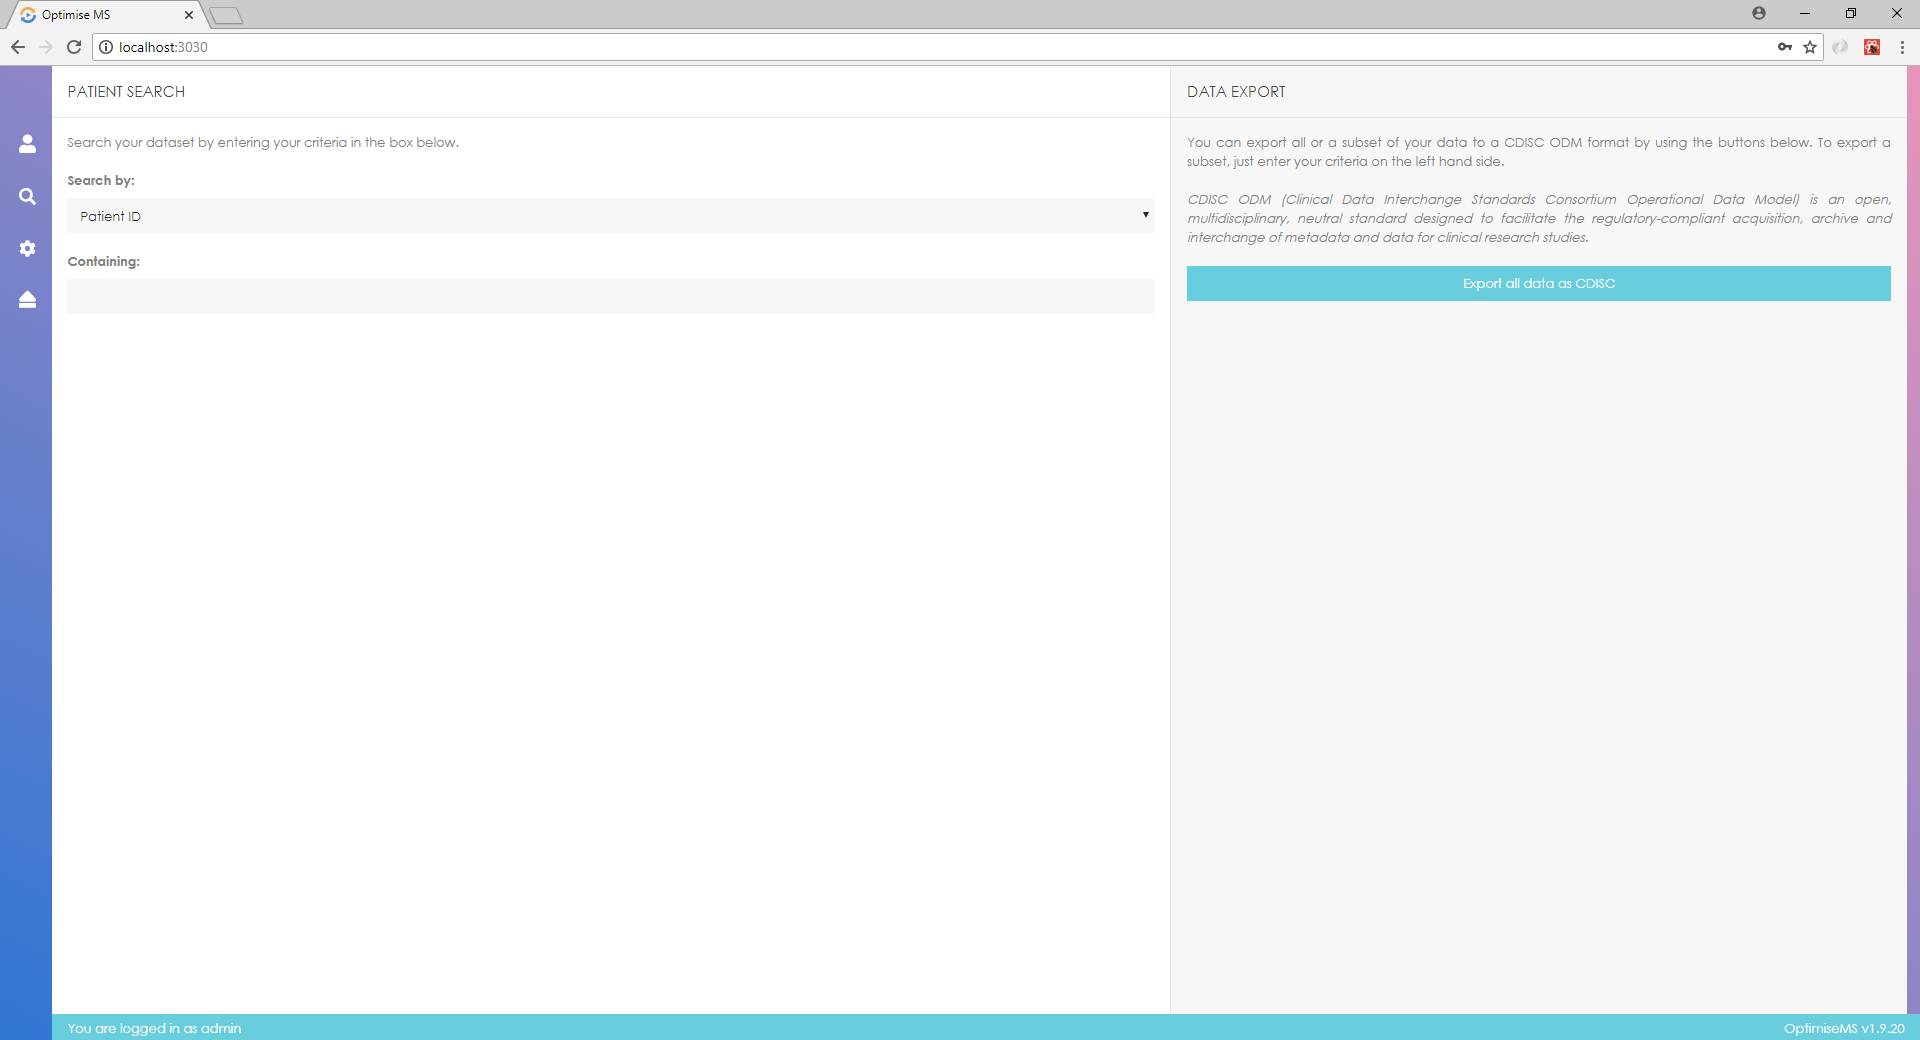 Optimise MS
localhost:3030
PATIENT SEARCH
Search your dataset by entering your criteria in the box below.
Search by:
Patient ID
Containing:
DATA EXPORT
You can export all or a subset of your data to a CDISC ODM format by using the buttons below. To export a
subset, just enter your criteria on the left hand side.
CDISC ODM (Clinical Data Interchange Standards Consortium Operational Data Model) is an open,
multidisciplinary, neutral standard designed to facilitate the regulatory-compliant acquisition, archive and
interchange of metadata and data for clinical research studies.
Export all data as CDISC
You are logged in as admin
OptimiseMS v1.9.20